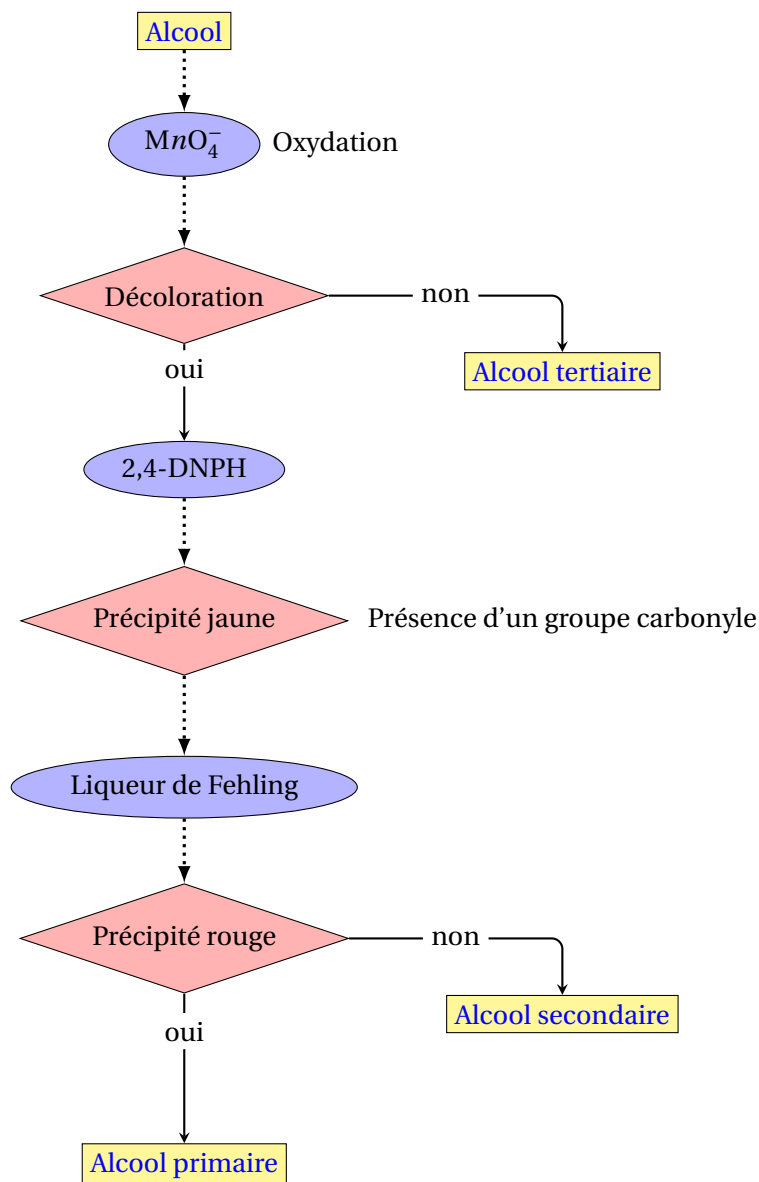 Alcool
MnO₄⁻ Oxydation
Décoloration non
oui Alcool tertiaire
2,4-DNPH
Précipité jaune Présence d'un groupe carbonyle
Liqueur de Fehling
Précipité rouge non
Alcool secondaire
oui
Alcool primaire